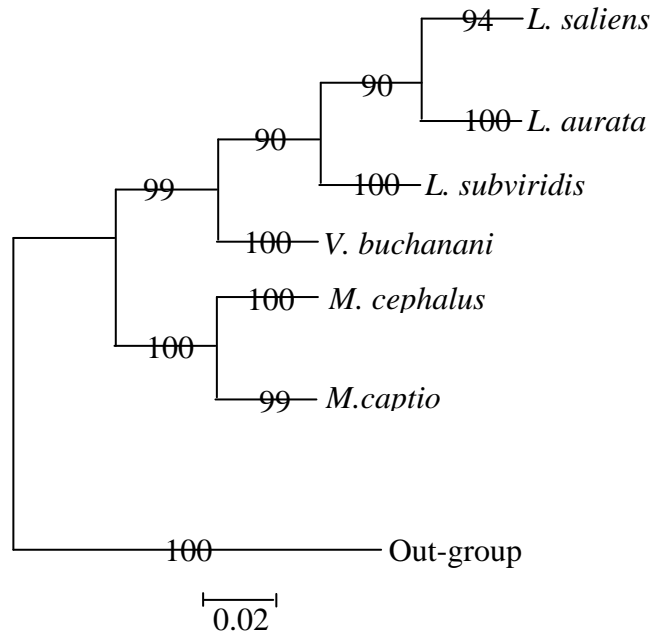 94 L. saliens
90
100 L. aurata
90
100 L. subviridis
99
100 V. buchanani
100 M. cephalus
100
99 M.captio
100 Out-group
0.02